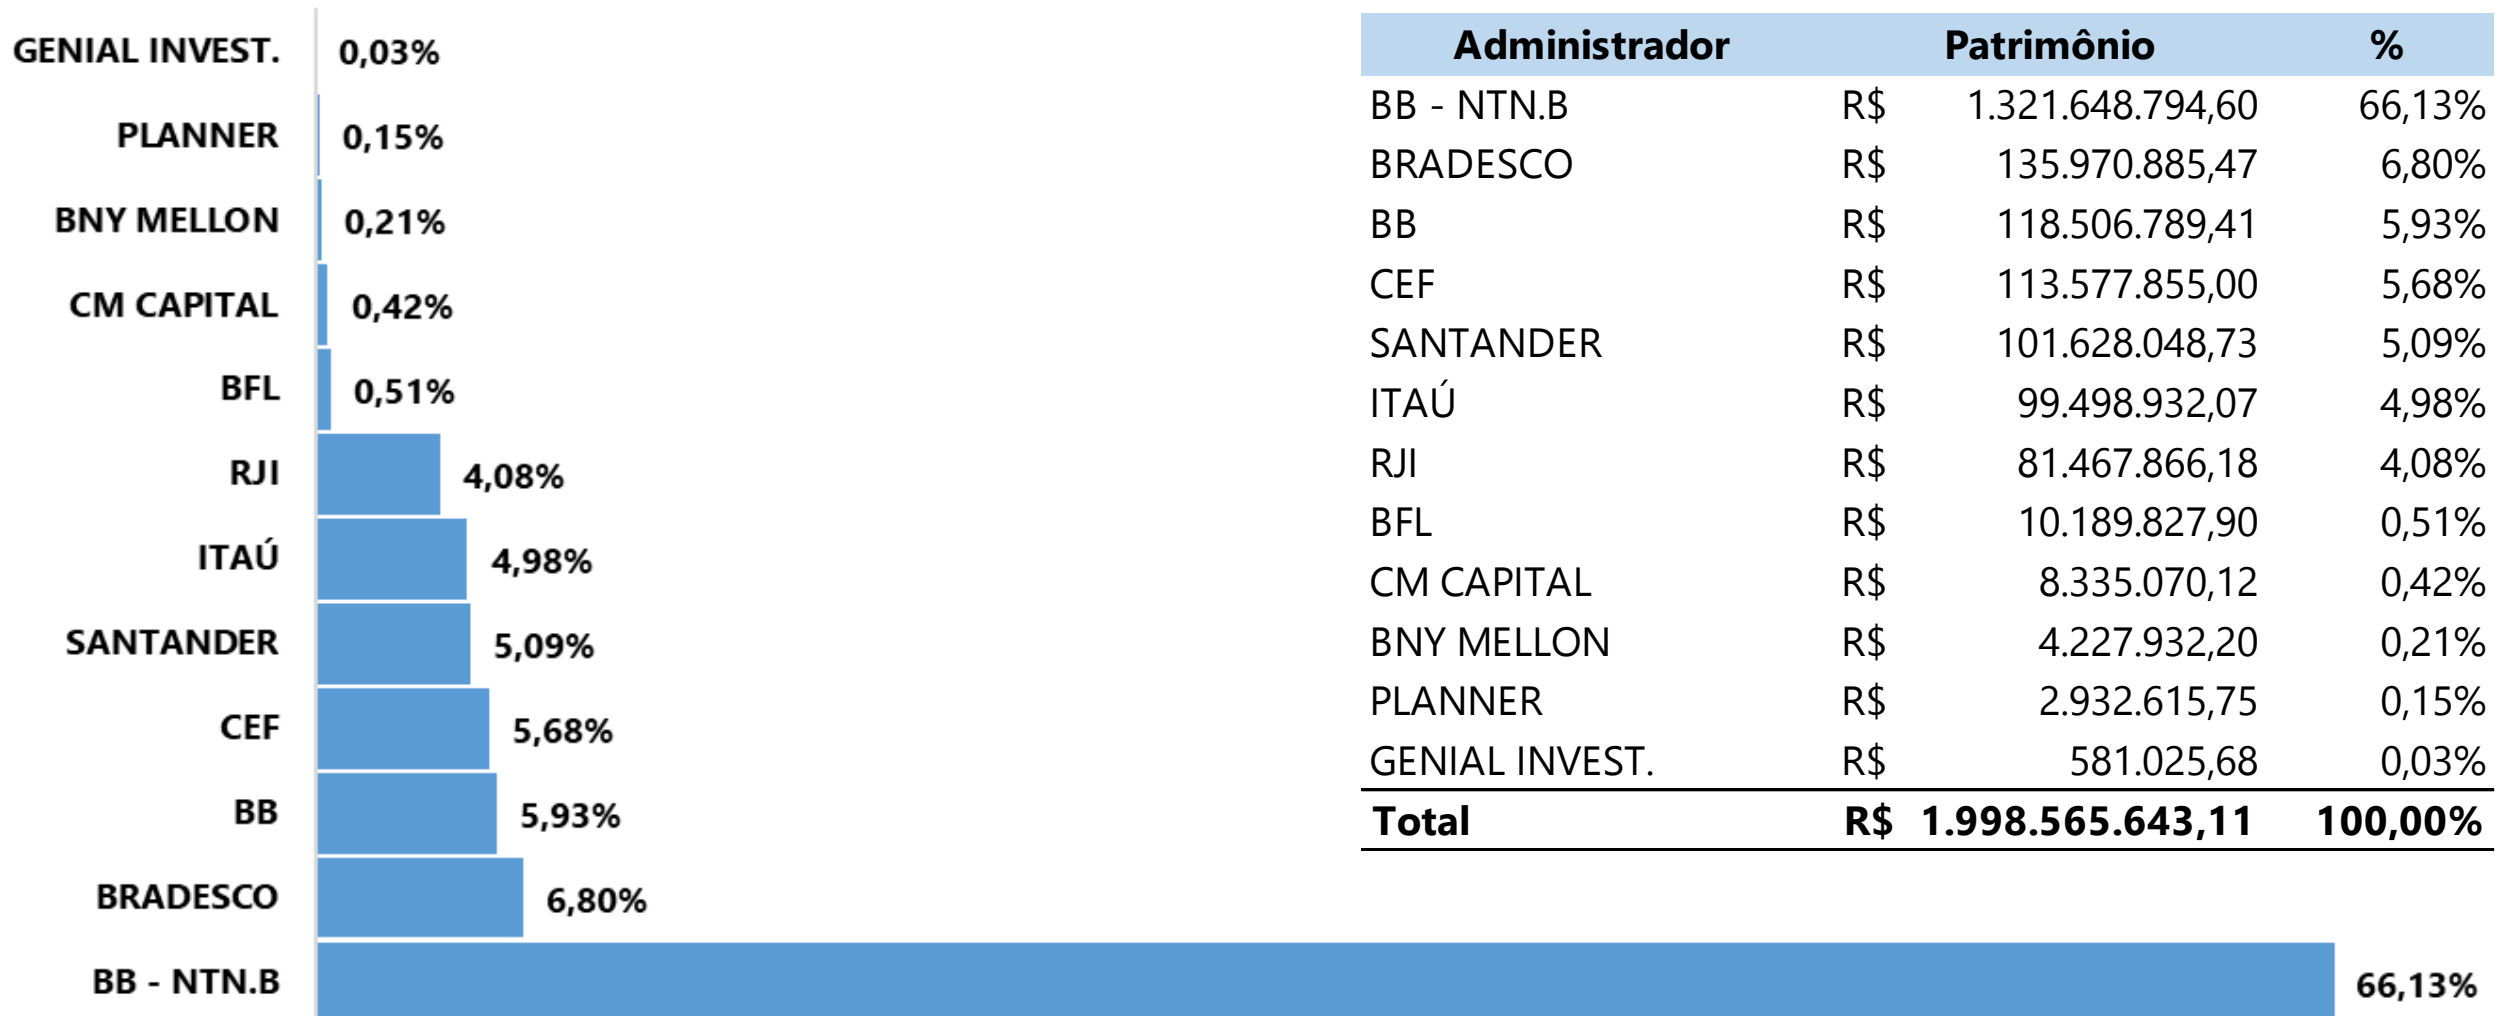 GENIAL INVEST. 0,03%
PLANNER 0,15%
BNY MELLON 0,21%
CM CAPITAL 0,42%
BFL 0,51%
RJI 4,08%
ITAÚ 4,98%
SANTANDER 5,09%
CEF 5,68%
BB 5,93%
BRADESCO 6,80%
BB - NTN.B 66,13%
Administrador Patrimônio %
BB - NTN.B R$ 1.321.648.794,60 66,13%
BRADESCO R$ 135.970.885,47 6,80%
BB R$ 118.506.789,41 5,93%
CEF R$ 113.577.855,00 5,68%
SANTANDER R$ 101.628.048,73 5,09%
ITAÚ R$ 99.498.932,07 4,98%
RJI R$ 81.467.866,18 4,08%
BFL R$ 10.189.827,90 0,51%
CM CAPITAL R$ 8.335.070,12 0,42%
BNY MELLON R$ 4.227.932,20 0,21%
PLANNER R$ 2.932.615,75 0,15%
GENIAL INVEST. R$ 581.025,68 0,03%
Total R$ 1.998.565.643,11 100,00%